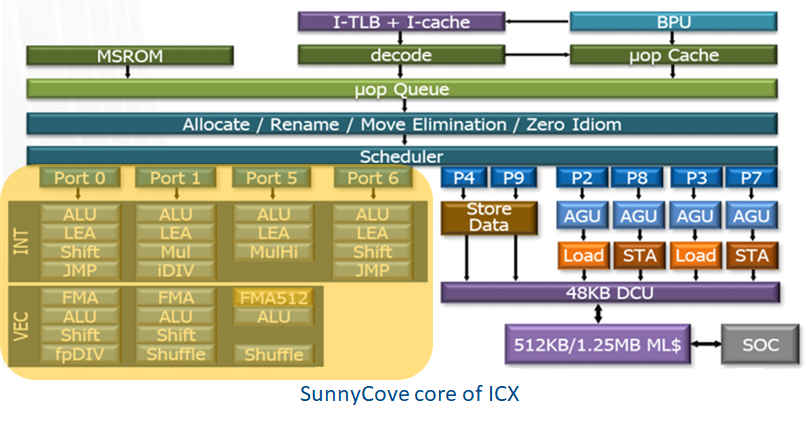 I-TLB + I-cache
BPU
MSROM
decode
µop Cache
µop Queue
Allocate / Rename / Move Elimination / Zero Idiom
Scheduler
Port 0 Port 1 Port 5 Port 6 P4 P9 P2 P8 P3 P7
INT
ALU ALU ALU ALU
LEA LEA LEA LEA
Shift Mul MulHi Shift
JMP iDIV JMP
Store
Data
AGU AGU AGU AGU
Load STA Load STA
VEC
FMA FMA FMA512
ALU ALU ALU
Shift Shift
fpDIV Shuffle Shuffle
48KB DCU
512KB/1.25MB ML$
SOC
SunnyCove core of ICX